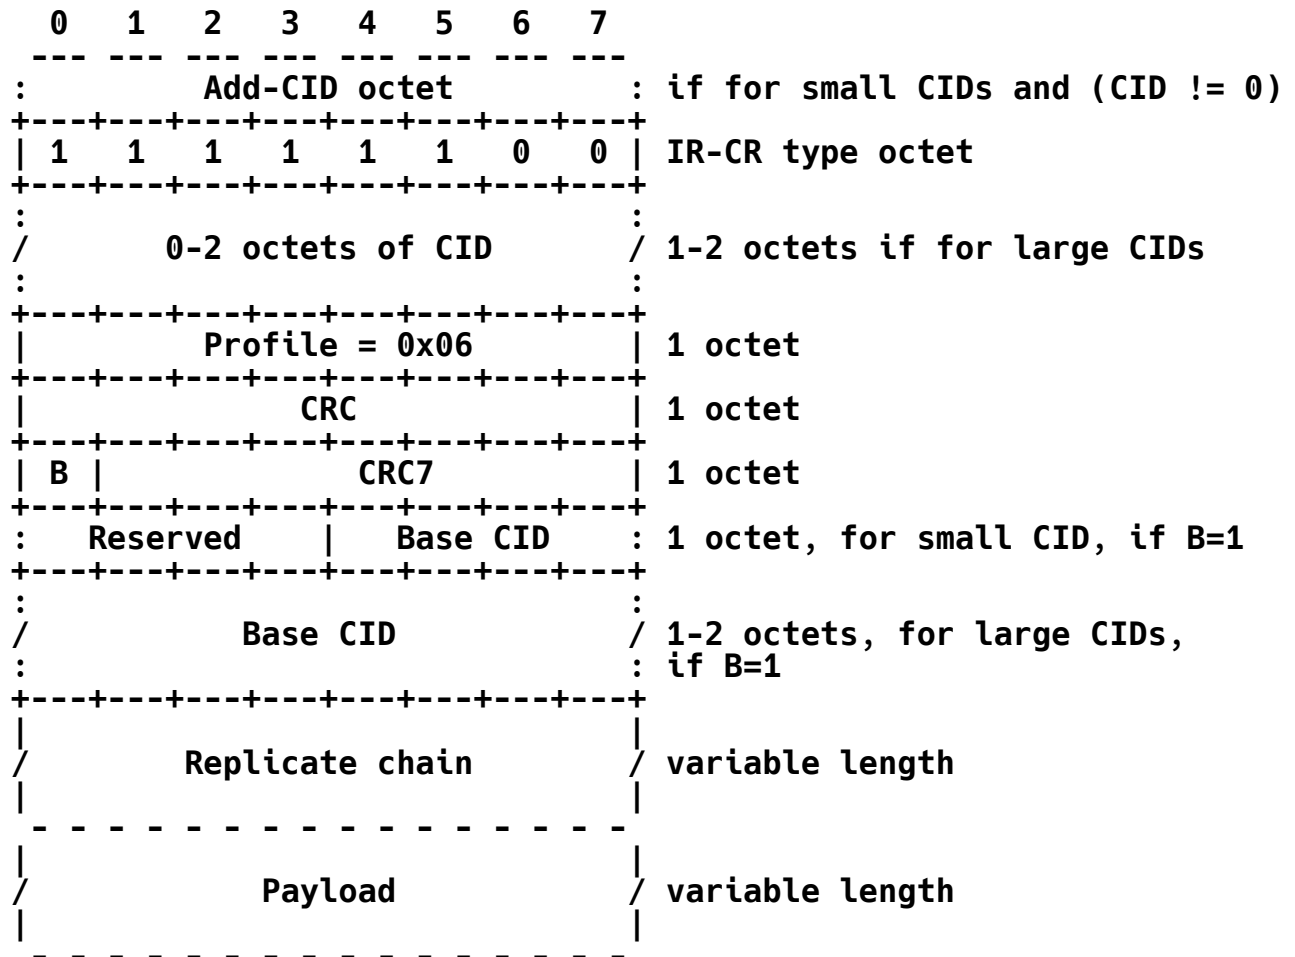 0   1   2   3   4   5   6   7
    --- --- --- --- --- --- --- ---
   :         Add-CID octet         : if for small CIDs and (CID != 0)
   +---+---+---+---+---+---+---+---+
   | 1   1   1   1   1   1   0   0 | IR-CR type octet
   +---+---+---+---+---+---+---+---+
   :                               :
   /       0-2 octets of CID       / 1-2 octets if for large CIDs
   :                               :
   +---+---+---+---+---+---+---+---+
   |         Profile = 0x06        | 1 octet
   +---+---+---+---+---+---+---+---+
   |              CRC              | 1 octet
   +---+---+---+---+---+---+---+---+
   | B |             CRC7          | 1 octet
   +---+---+---+---+---+---+---+---+
   :   Reserved    |   Base CID    : 1 octet, for small CID, if B=1
   +---+---+---+---+---+---+---+---+
   :                               :
   /           Base CID            / 1-2 octets, for large CIDs,
   :                               : if B=1
   +---+---+---+---+---+---+---+---+
   |                               |
   /        Replicate chain        / variable length
   |                               |
    - - - - - - - - - - - - - - - -
   |                               |
   /            Payload            / variable length
   |                               |
    - - - - - - - - - - - - - - - -